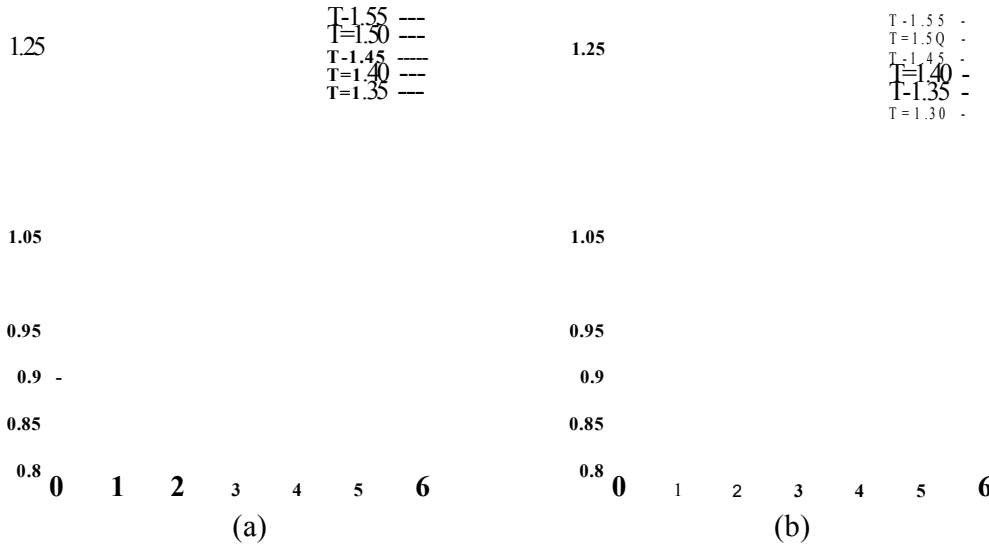 T-1.55 ---
T=1.50 ---
T-1.45 -----
T=1.40 ---
T=1.35 ---
1.25
1.05
0.95
0.9 -
0.85
0.8
0 1 2 3 4 5 6
(a)
T-1.55 -
T=1.5Q -
T-1.45 -
T=1.40 -
T-1.35 -
T=1.30 -
1.25
1.05
0.95
0.9
0.85
0.8
0 1 2 3 4 5 6
(b)